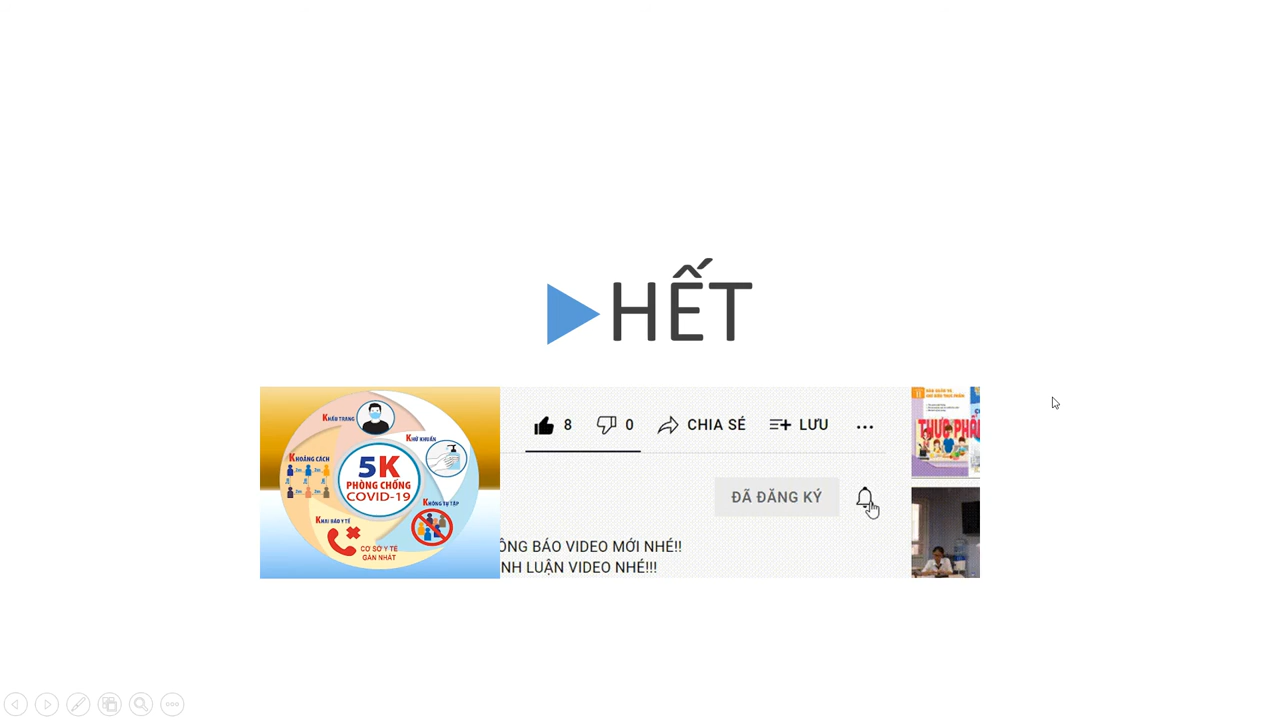 HẾT
KHẨU TRANG
KHỬ KHUẨN
KHOẢNG CÁCH
5K
PHÒNG CHỐNG
COVID-19
KHÔNG TỤ TẬP
KHAI BÁO Y TẾ
CƠ SỞ Y TẾ
GẦN NHẤT
8
0
CHIA SẺ
LƯU
ĐÃ ĐĂNG KÝ
ÔNG BÁO VIDEO MỚI NHÉ!!
NH LUẬN VIDEO NHÉ!!!
THỰC PHẨ